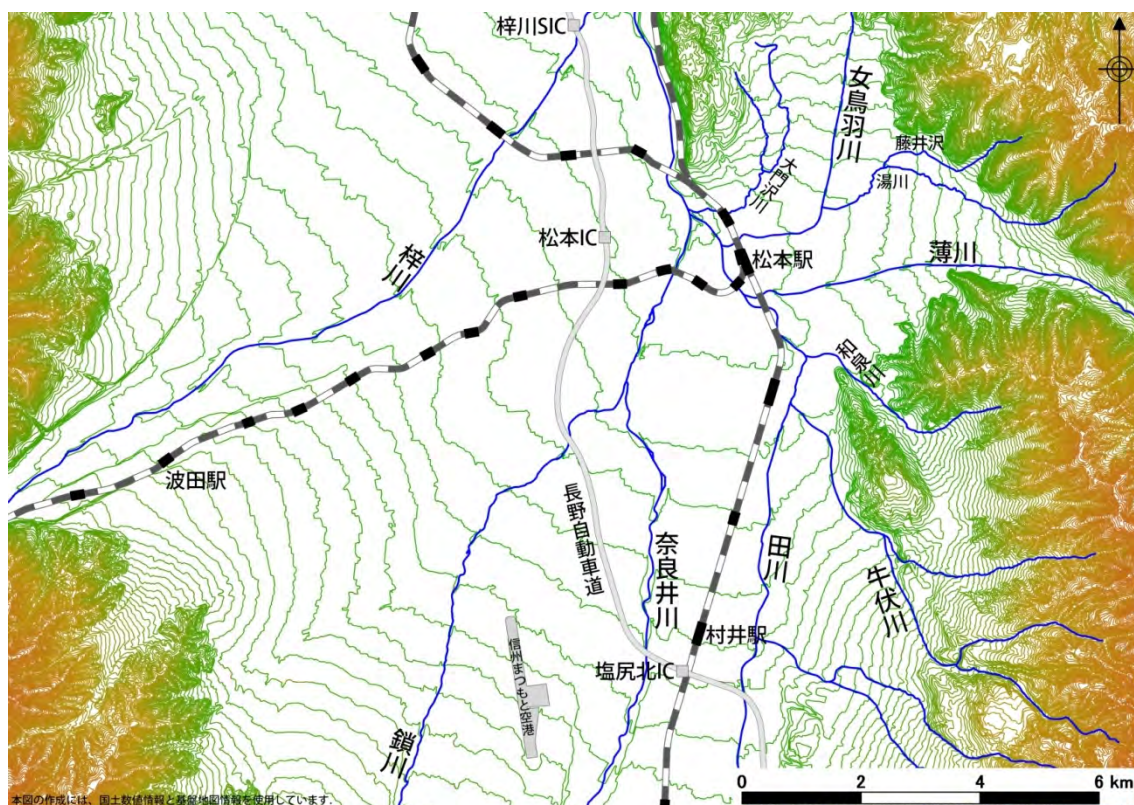 梓川SIC
女鳥羽川
藤井沢
湯川
大門沢川
松本IC
松本駅
薄川
梓川
和泉川
波田駅
長野自動車道
奈良井川
田川
牛伏川
村井駅
塩尻北IC
信州まつもと空港
鎖川
0 2 4 6 km
本図の作成には、国土数値情報と基盤地図情報を使用しています.